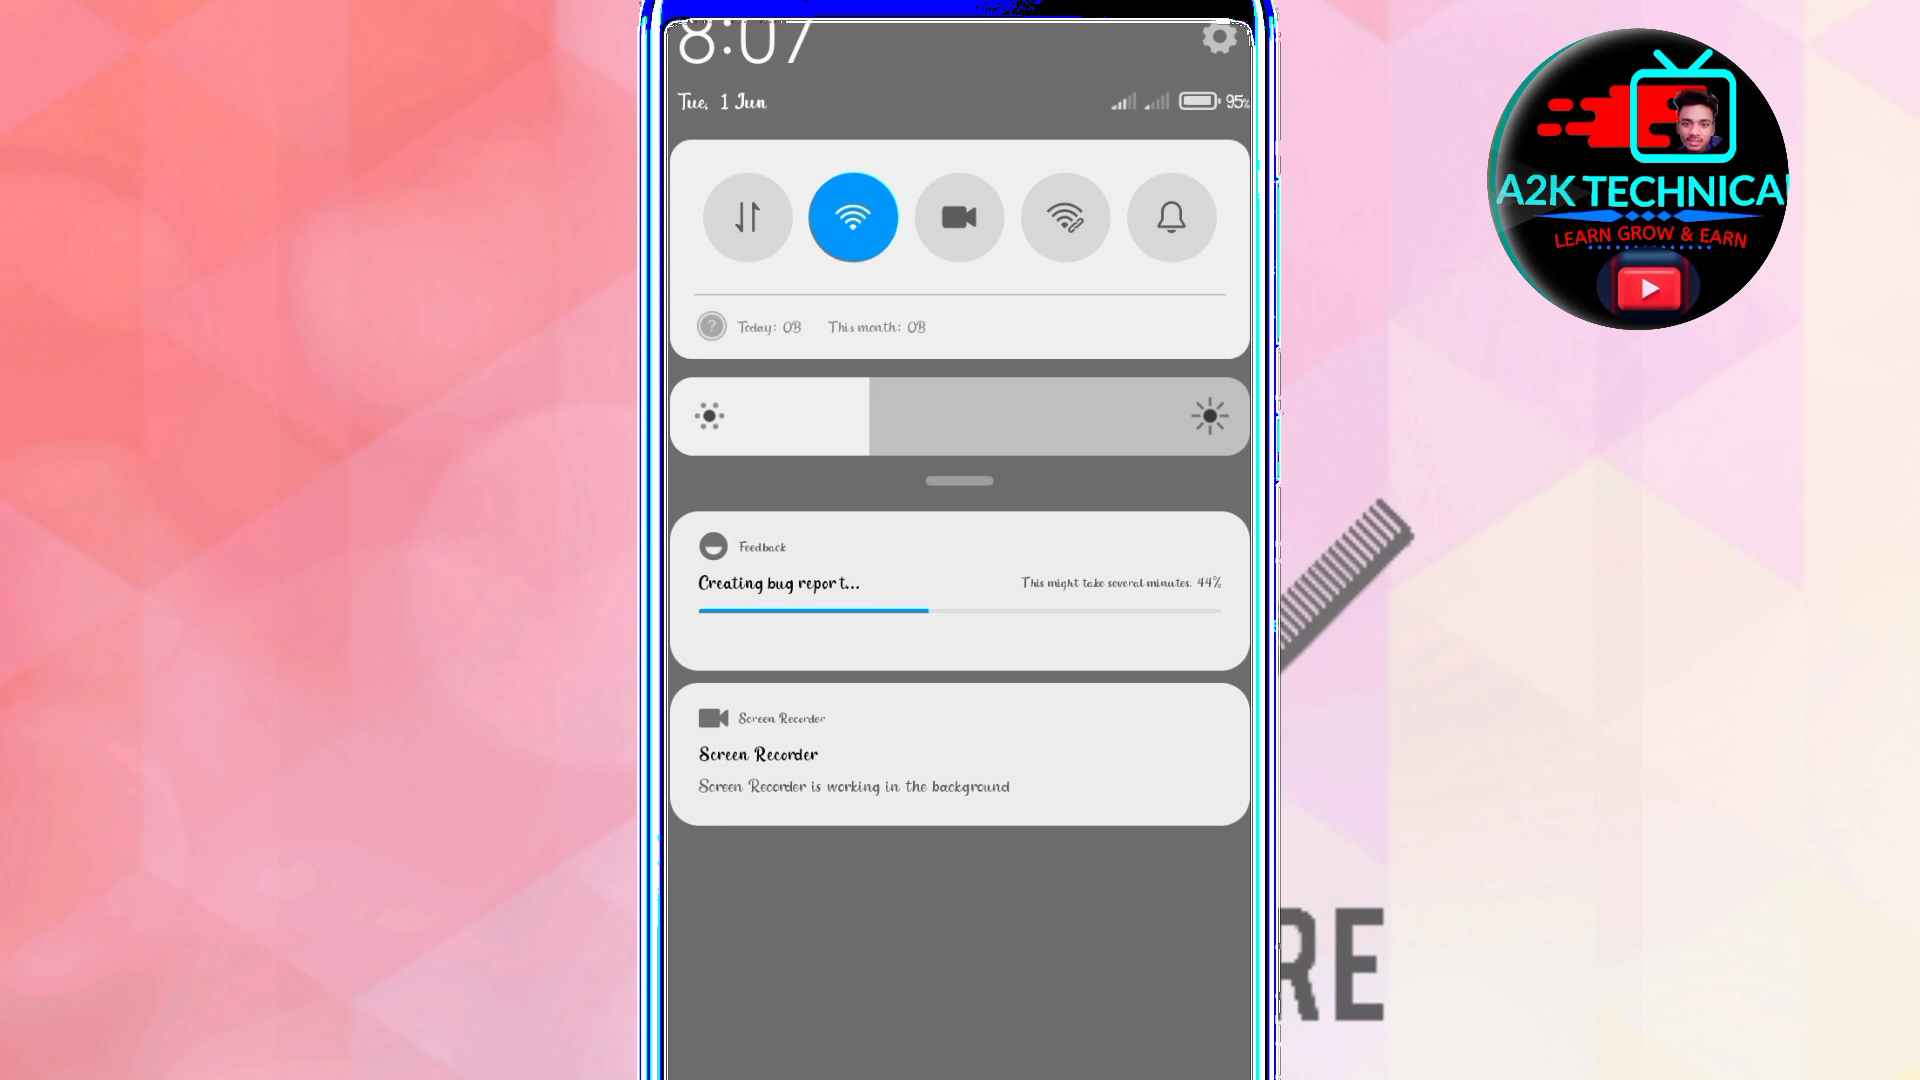 8:07
Tue, 1 Jun
95%
Today: 0B This month: 0B
Feedback
Creating bug report...
This might take several minutes. 44%
Screen Recorder
Screen Recorder
Screen Recorder is working in the background
A2K TECHNICA
LEARN GROW & EARN
RE